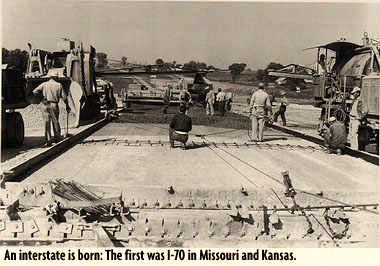 An interstate is born: The first was I-70 in Missouri and Kansas.